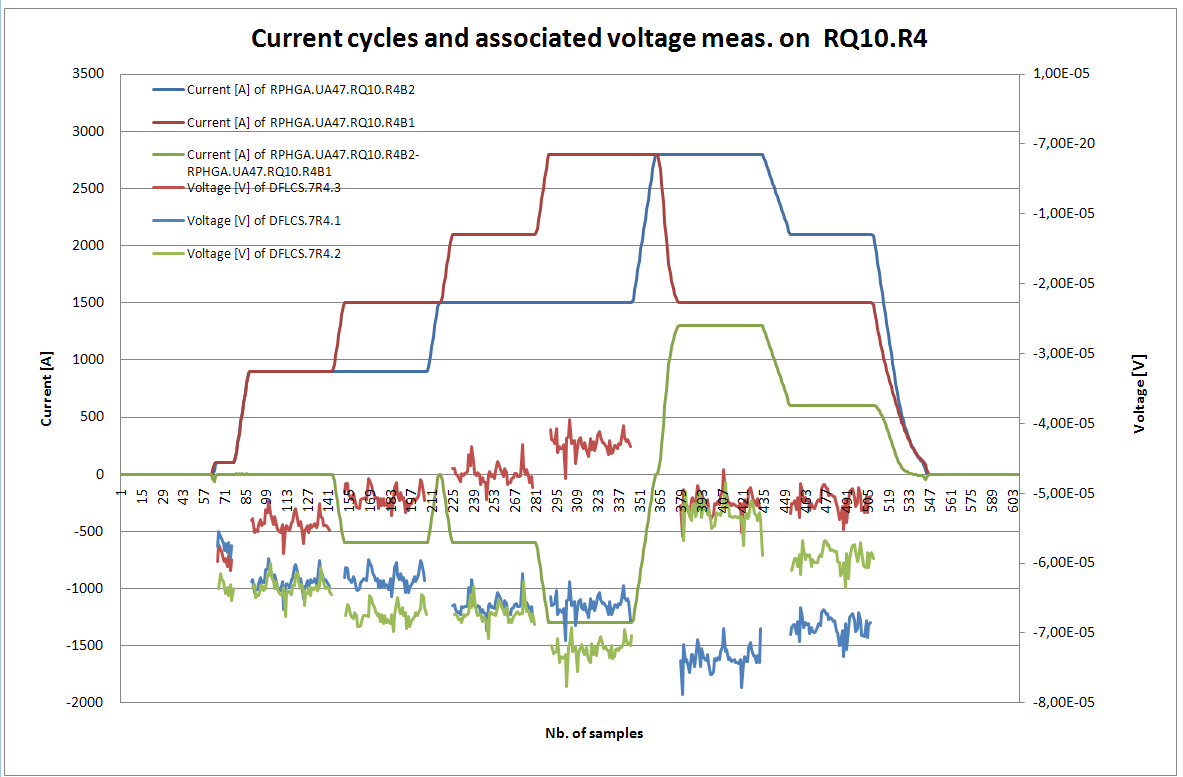 Current cycles and associated voltage meas. on RQ10.R4
3500
3000
2500
2000
1500
1000
500
0
-500
-1000
-1500
-2000
Current [A]
Current [A] of RPHGA.UA47.RQ10.R4B2
Current [A] of RPHGA.UA47.RQ10.R4B1
Current [A] of RPHGA.UA47.RQ10.R4B2-
RPHGA.UA47.RQ10.R4B1
Voltage [V] of DFLCS.7R4.3
Voltage [V] of DFLCS.7R4.1
Voltage [V] of DFLCS.7R4.2
1,00E-05
-7,00E-20
-1,00E-05
-2,00E-05
-3,00E-05
-4,00E-05
-5,00E-05
-6,00E-05
-7,00E-05
-8,00E-05
Voltage [V]
1 15 29 43 57 71 85 99 113 127 141 155 169 183 197 211 225 239 253 267 281 295 309 323 337 351 365 379 393 407 421 435 449 463 477 491 505 519 533 547 561 575 589 603
Nb. of samples